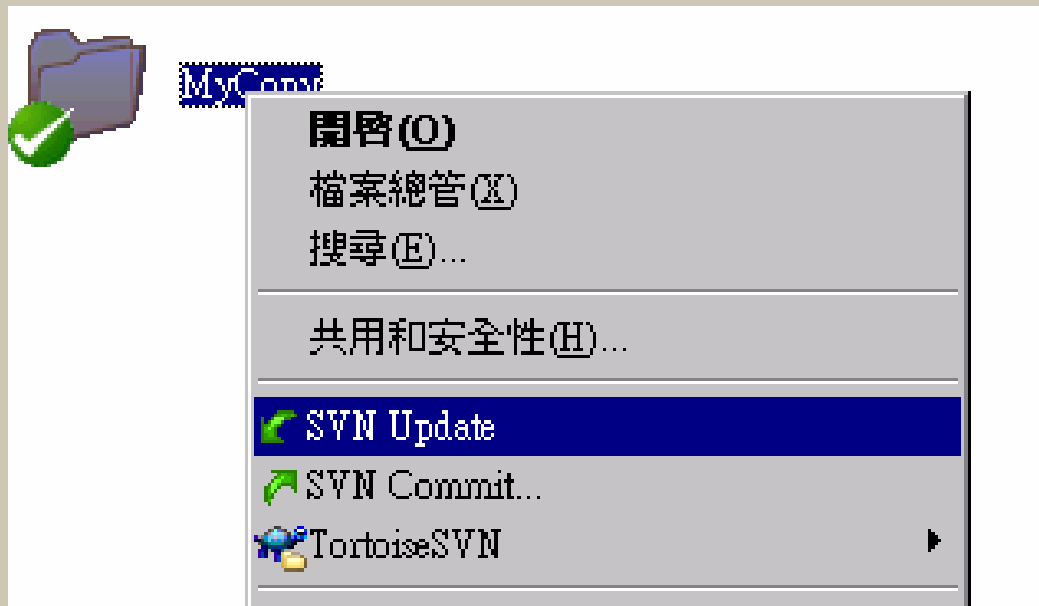 MyCopy
開啓(O)
檔案總管(X)
搜尋(E)...
共用和安全性(H)...
SVN Update
SVN Commit...
TortoiseSVN